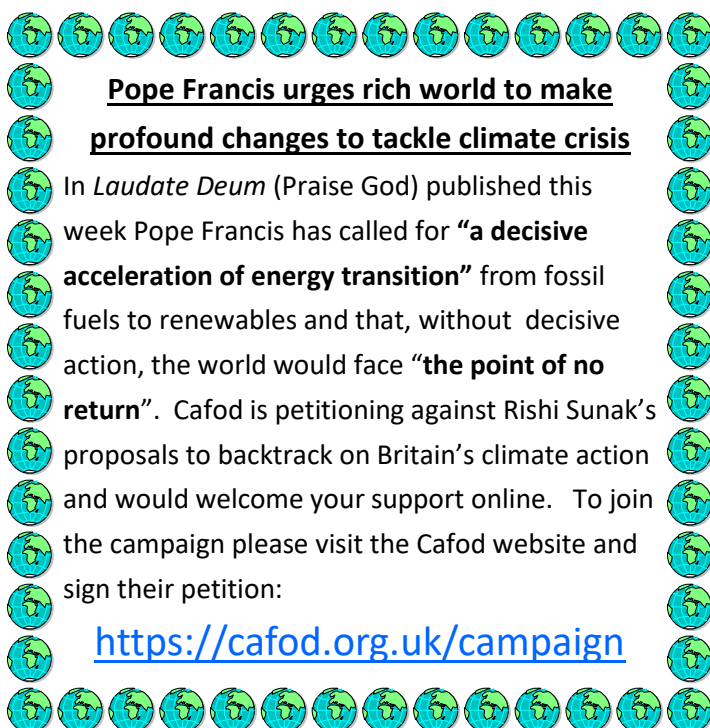 Pope Francis urges rich world to make
profound changes to tackle climate crisis
In Laudate Deum (Praise God) published this
week Pope Francis has called for “a decisive
acceleration of energy transition” from fossil
fuels to renewables and that, without  decisive
action, the world would face “the point of no
return”.  Cafod is petitioning against Rishi Sunak’s
proposals to backtrack on Britain’s climate action
and would welcome your support online.   To join
the campaign please visit the Cafod website and
sign their petition:
https://cafod.org.uk/campaign